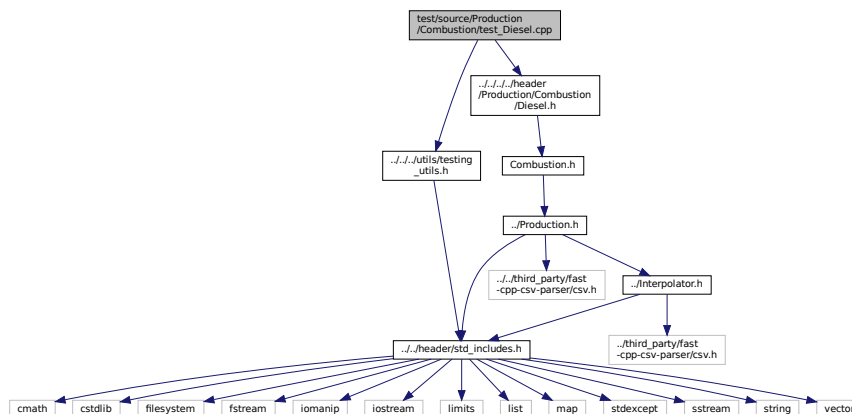 test/source/Production
/Combustion/test_Diesel.cpp
../../../../header
/Production/Combustion
/Diesel.h
../../../utils/testing
_utils.h
Combustion.h
../Production.h
../../third_party/fast
-cpp-csv-parser/csv.h
../Interpolator.h
../third_party/fast
-cpp-csv-parser/csv.h
../../header/std_includes.h
cmath
cstdlib
filesystem
fstream
iomanip
iostream
limits
list
map
stdexcept
sstream
string
vector